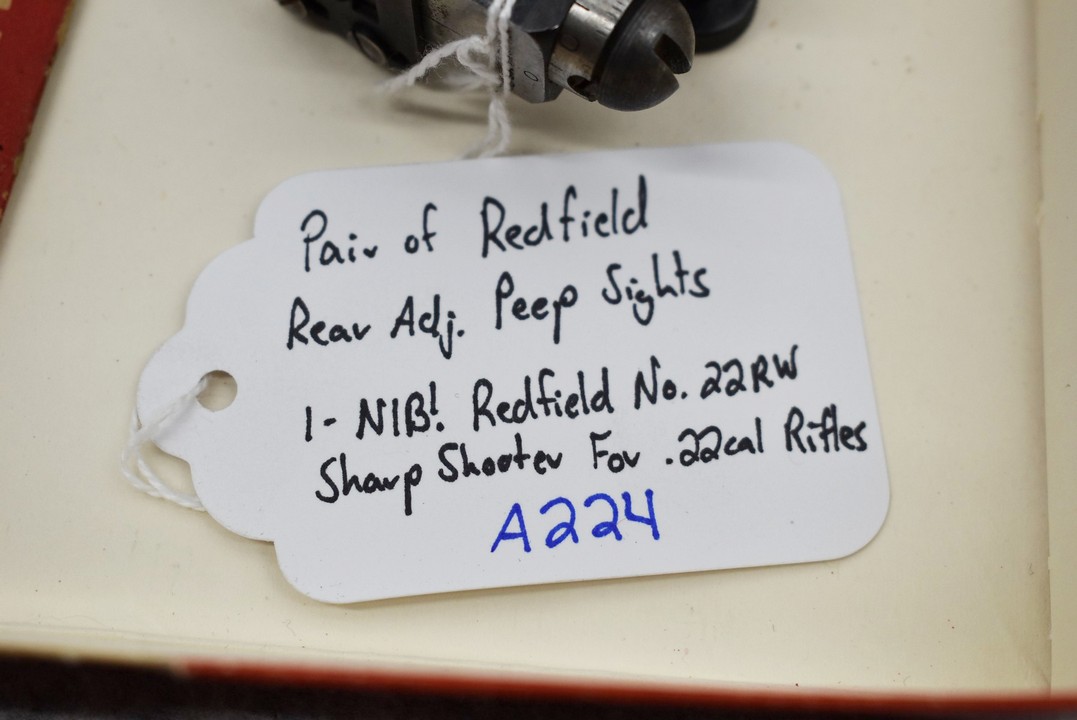 Pair of Redfield
Rear Adj. Peep Sights
1- NIB! Redfield No. 22RW
Sharp Shooter For .22cal Rifles
A224